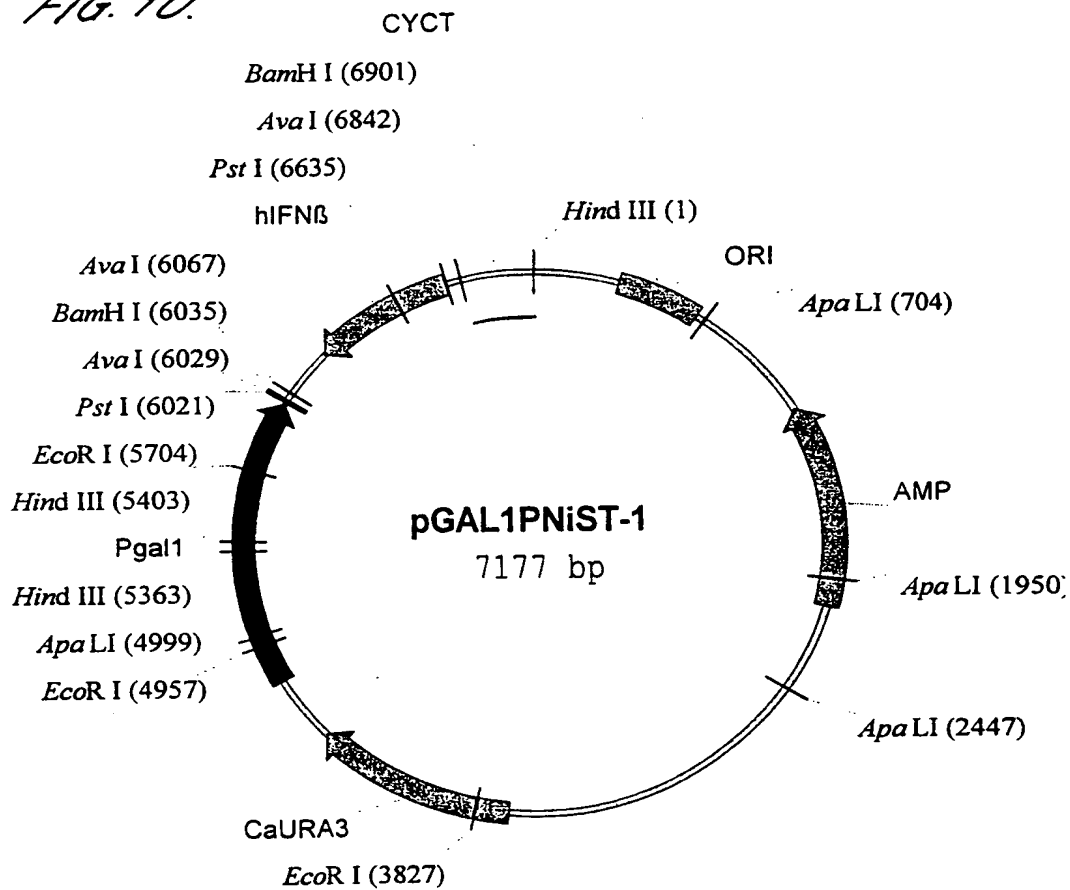 FIG. 10.
CYCT
BamH I (6901)
Ava I (6842)
Pst I (6635)
hIFNß
Hind III (1)
ORI
Apa LI (704)
Ava I (6067)
BamH I (6035)
Ava I (6029)
Pst I (6021)
EcoR I (5704)
Hind III (5403)
Pgal1
Hind III (5363)
Apa LI (4999)
EcoR I (4957)
pGAL1PNiST-1
7177 bp
AMP
Apa LI (1950)
Apa LI (2447)
CaURA3
EcoR I (3827)